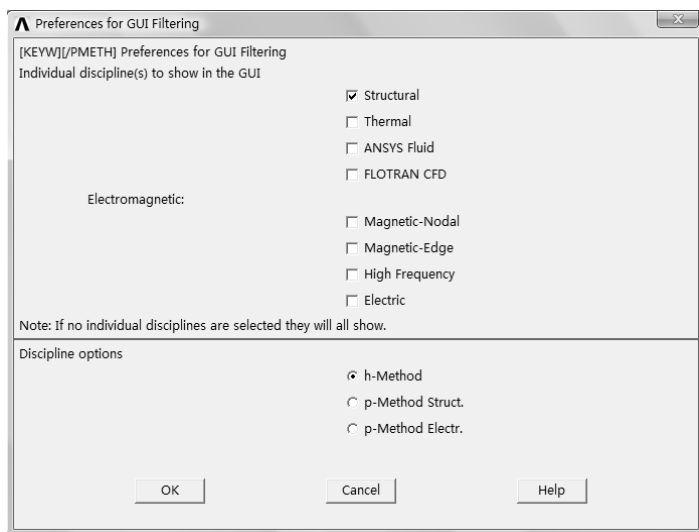 Preferences for GUI Filtering
[KEYW][/PMETH] Preferences for GUI Filtering
Individual discipline(s) to show in the GUI
Structural
Thermal
ANSYS Fluid
FLOTRAN CFD
Electromagnetic:
Magnetic-Nodal
Magnetic-Edge
High Frequency
Electric
Note: If no individual disciplines are selected they will all show.
Discipline options
h-Method
p-Method Struct.
p-Method Electr.
OK Cancel Help